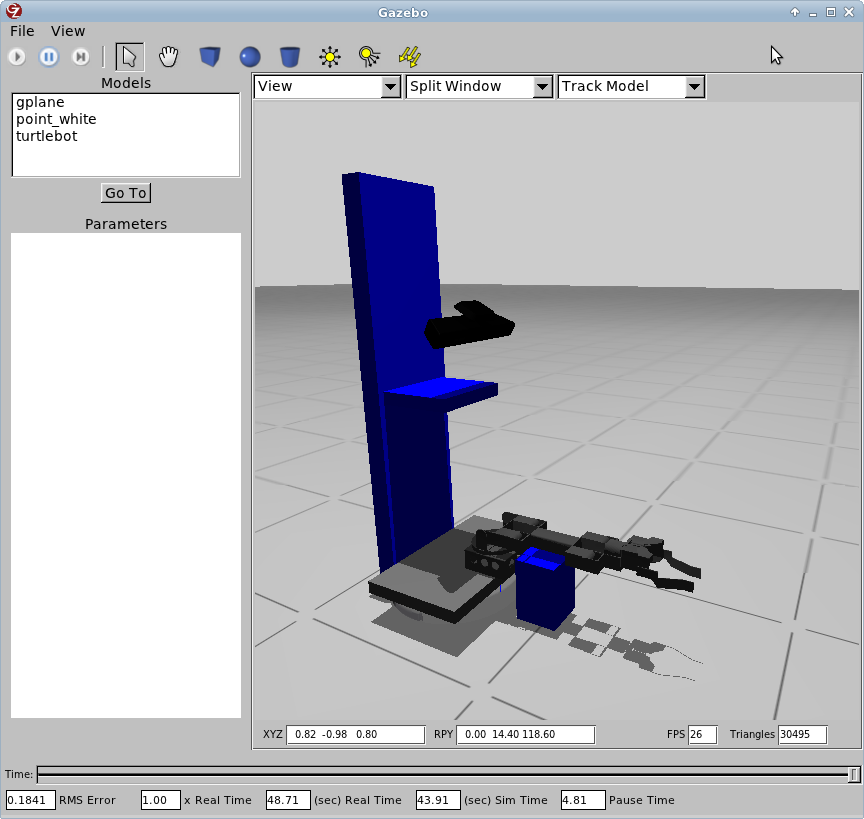 Gazebo
File View
Models
View Split Window Track Model
gplane
point_white
turtlebot
Go To
Parameters
XYZ 0.82 -0.98 0.80 RPY 0.00 14.40 118.60 FPS 26 Triangles 30495
Time:
0.1841 RMS Error 1.00 x Real Time 48.71 (sec) Real Time 43.91 (sec) Sim Time 4.81 Pause Time